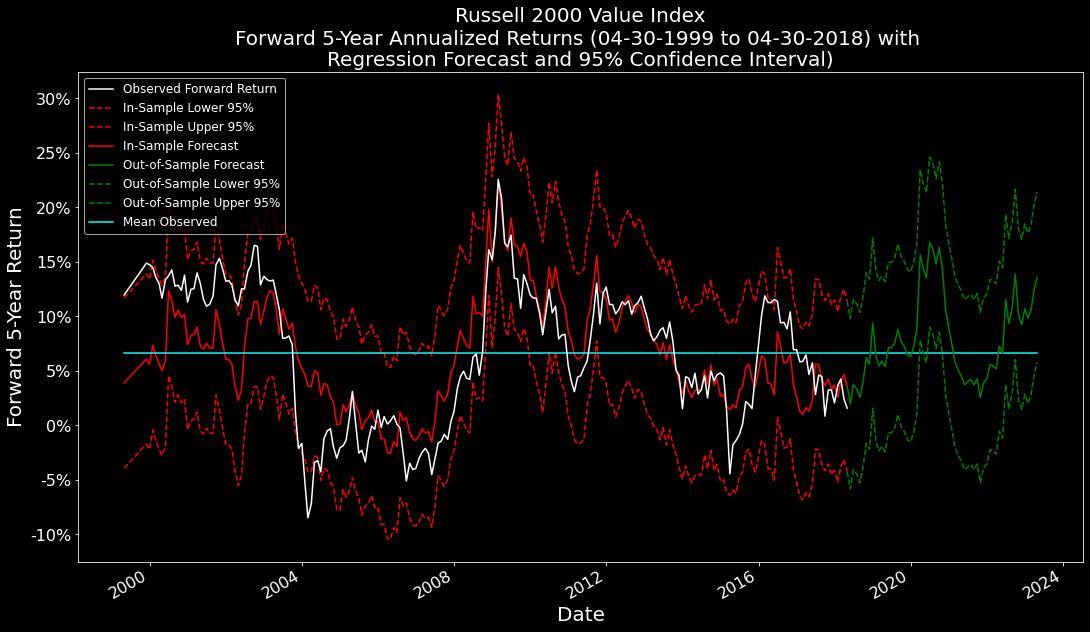 Russell 2000 Value Index
Forward 5-Year Annualized Returns (04-30-1999 to 04-30-2018) with
Regression Forecast and 95% Confidence Interval)
Observed Forward Return
In-Sample Lower 95%
In-Sample Upper 95%
In-Sample Forecast
Out-of-Sample Forecast
Out-of-Sample Lower 95%
Out-of-Sample Upper 95%
Mean Observed
Forward 5-Year Return
30%
25%
20%
15%
10%
5%
0%
-5%
-10%
2000
2004
2008
2012
2016
2020
2024
Date